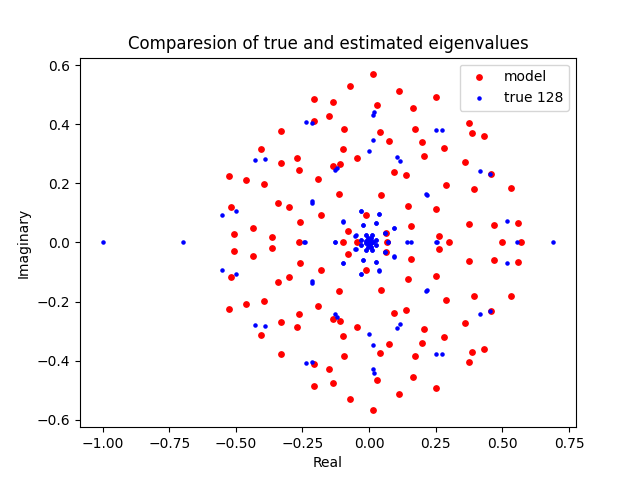 Comparesion of true and estimated eigenvalues
model
true 128
Imaginary
0.6
0.4
0.2
0.0
−0.2
−0.4
−0.6
−1.00 −0.75 −0.50 −0.25 0.00 0.25 0.50 0.75
Real